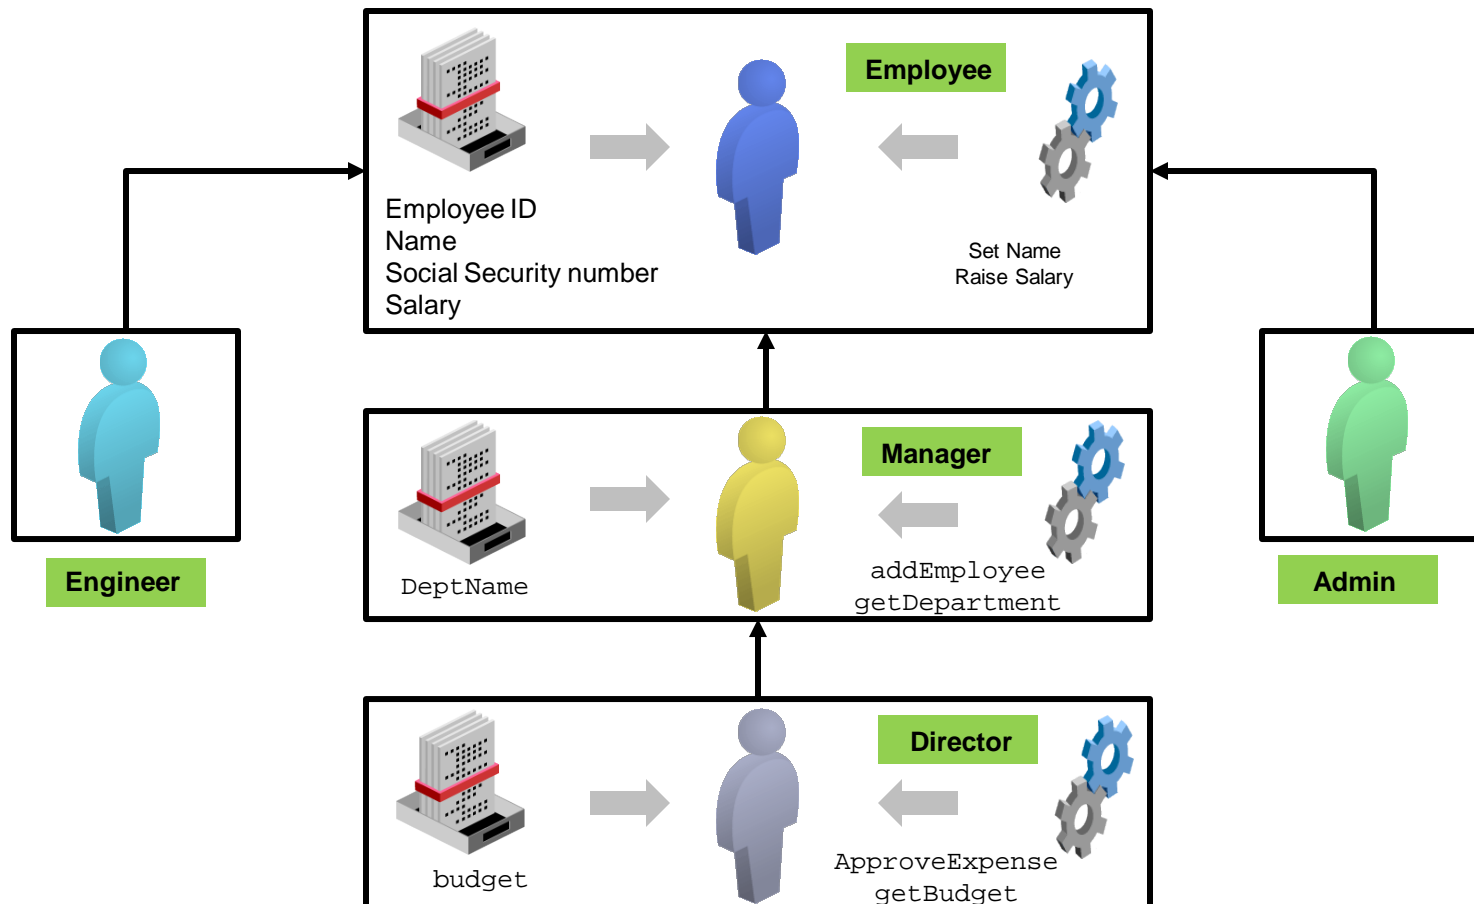 Employee
Employee ID
Name
Social Security number
Salary
Set Name
Raise Salary
Manager
DeptName
addEmployee
getDepartment
Engineer
Admin
Director
budget
ApproveExpense
getBudget